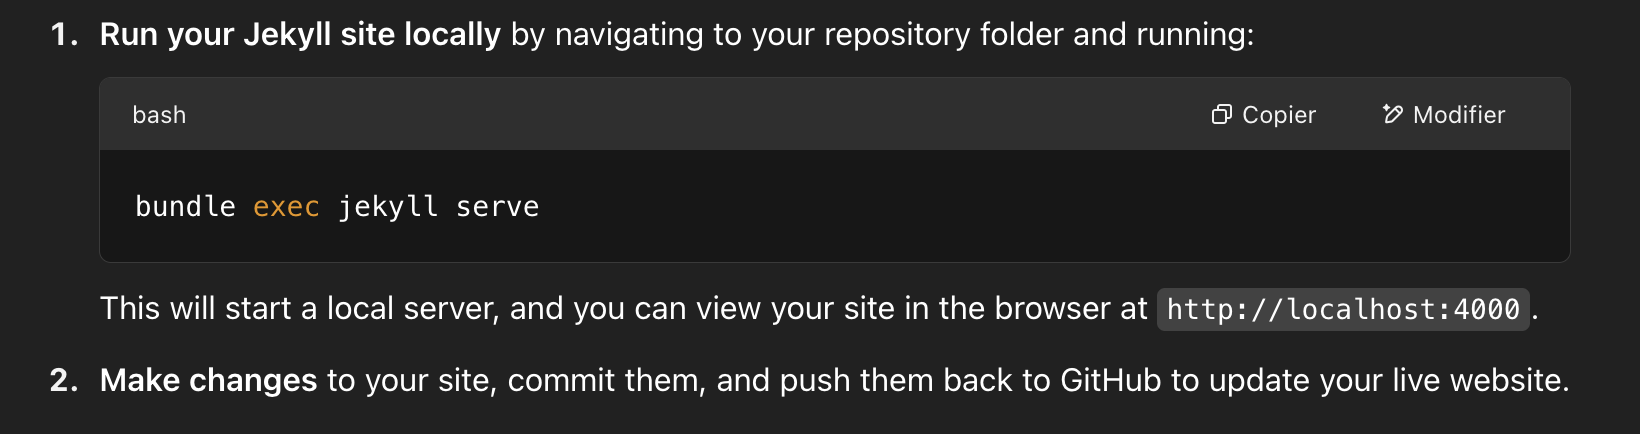 1. Run your Jekyll site locally by navigating to your repository folder and running:
bash Copier Modifier
bundle exec jekyll serve
This will start a local server, and you can view your site in the browser at http://localhost:4000.
2. Make changes to your site, commit them, and push them back to GitHub to update your live website.